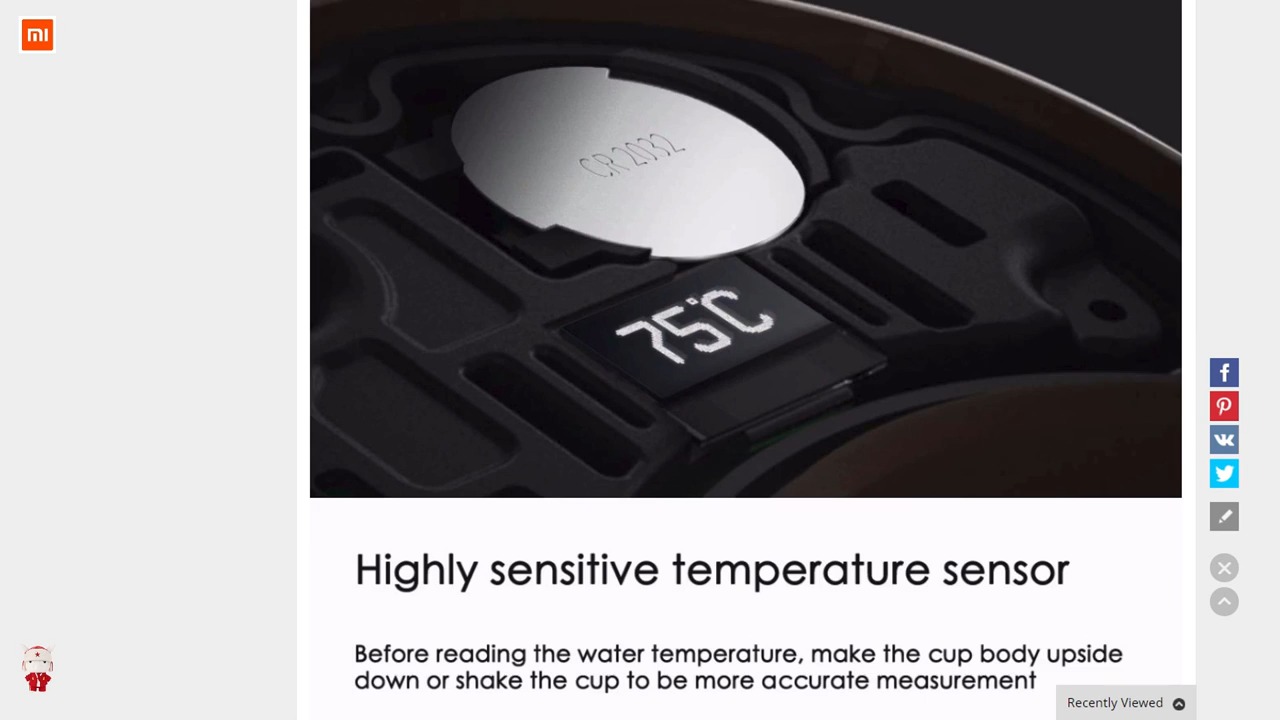 mi
CR2032
75°C
Highly sensitive temperature sensor
Before reading the water temperature, make the cup body upside
down or shake the cup to be more accurate measurement
Recently Viewed